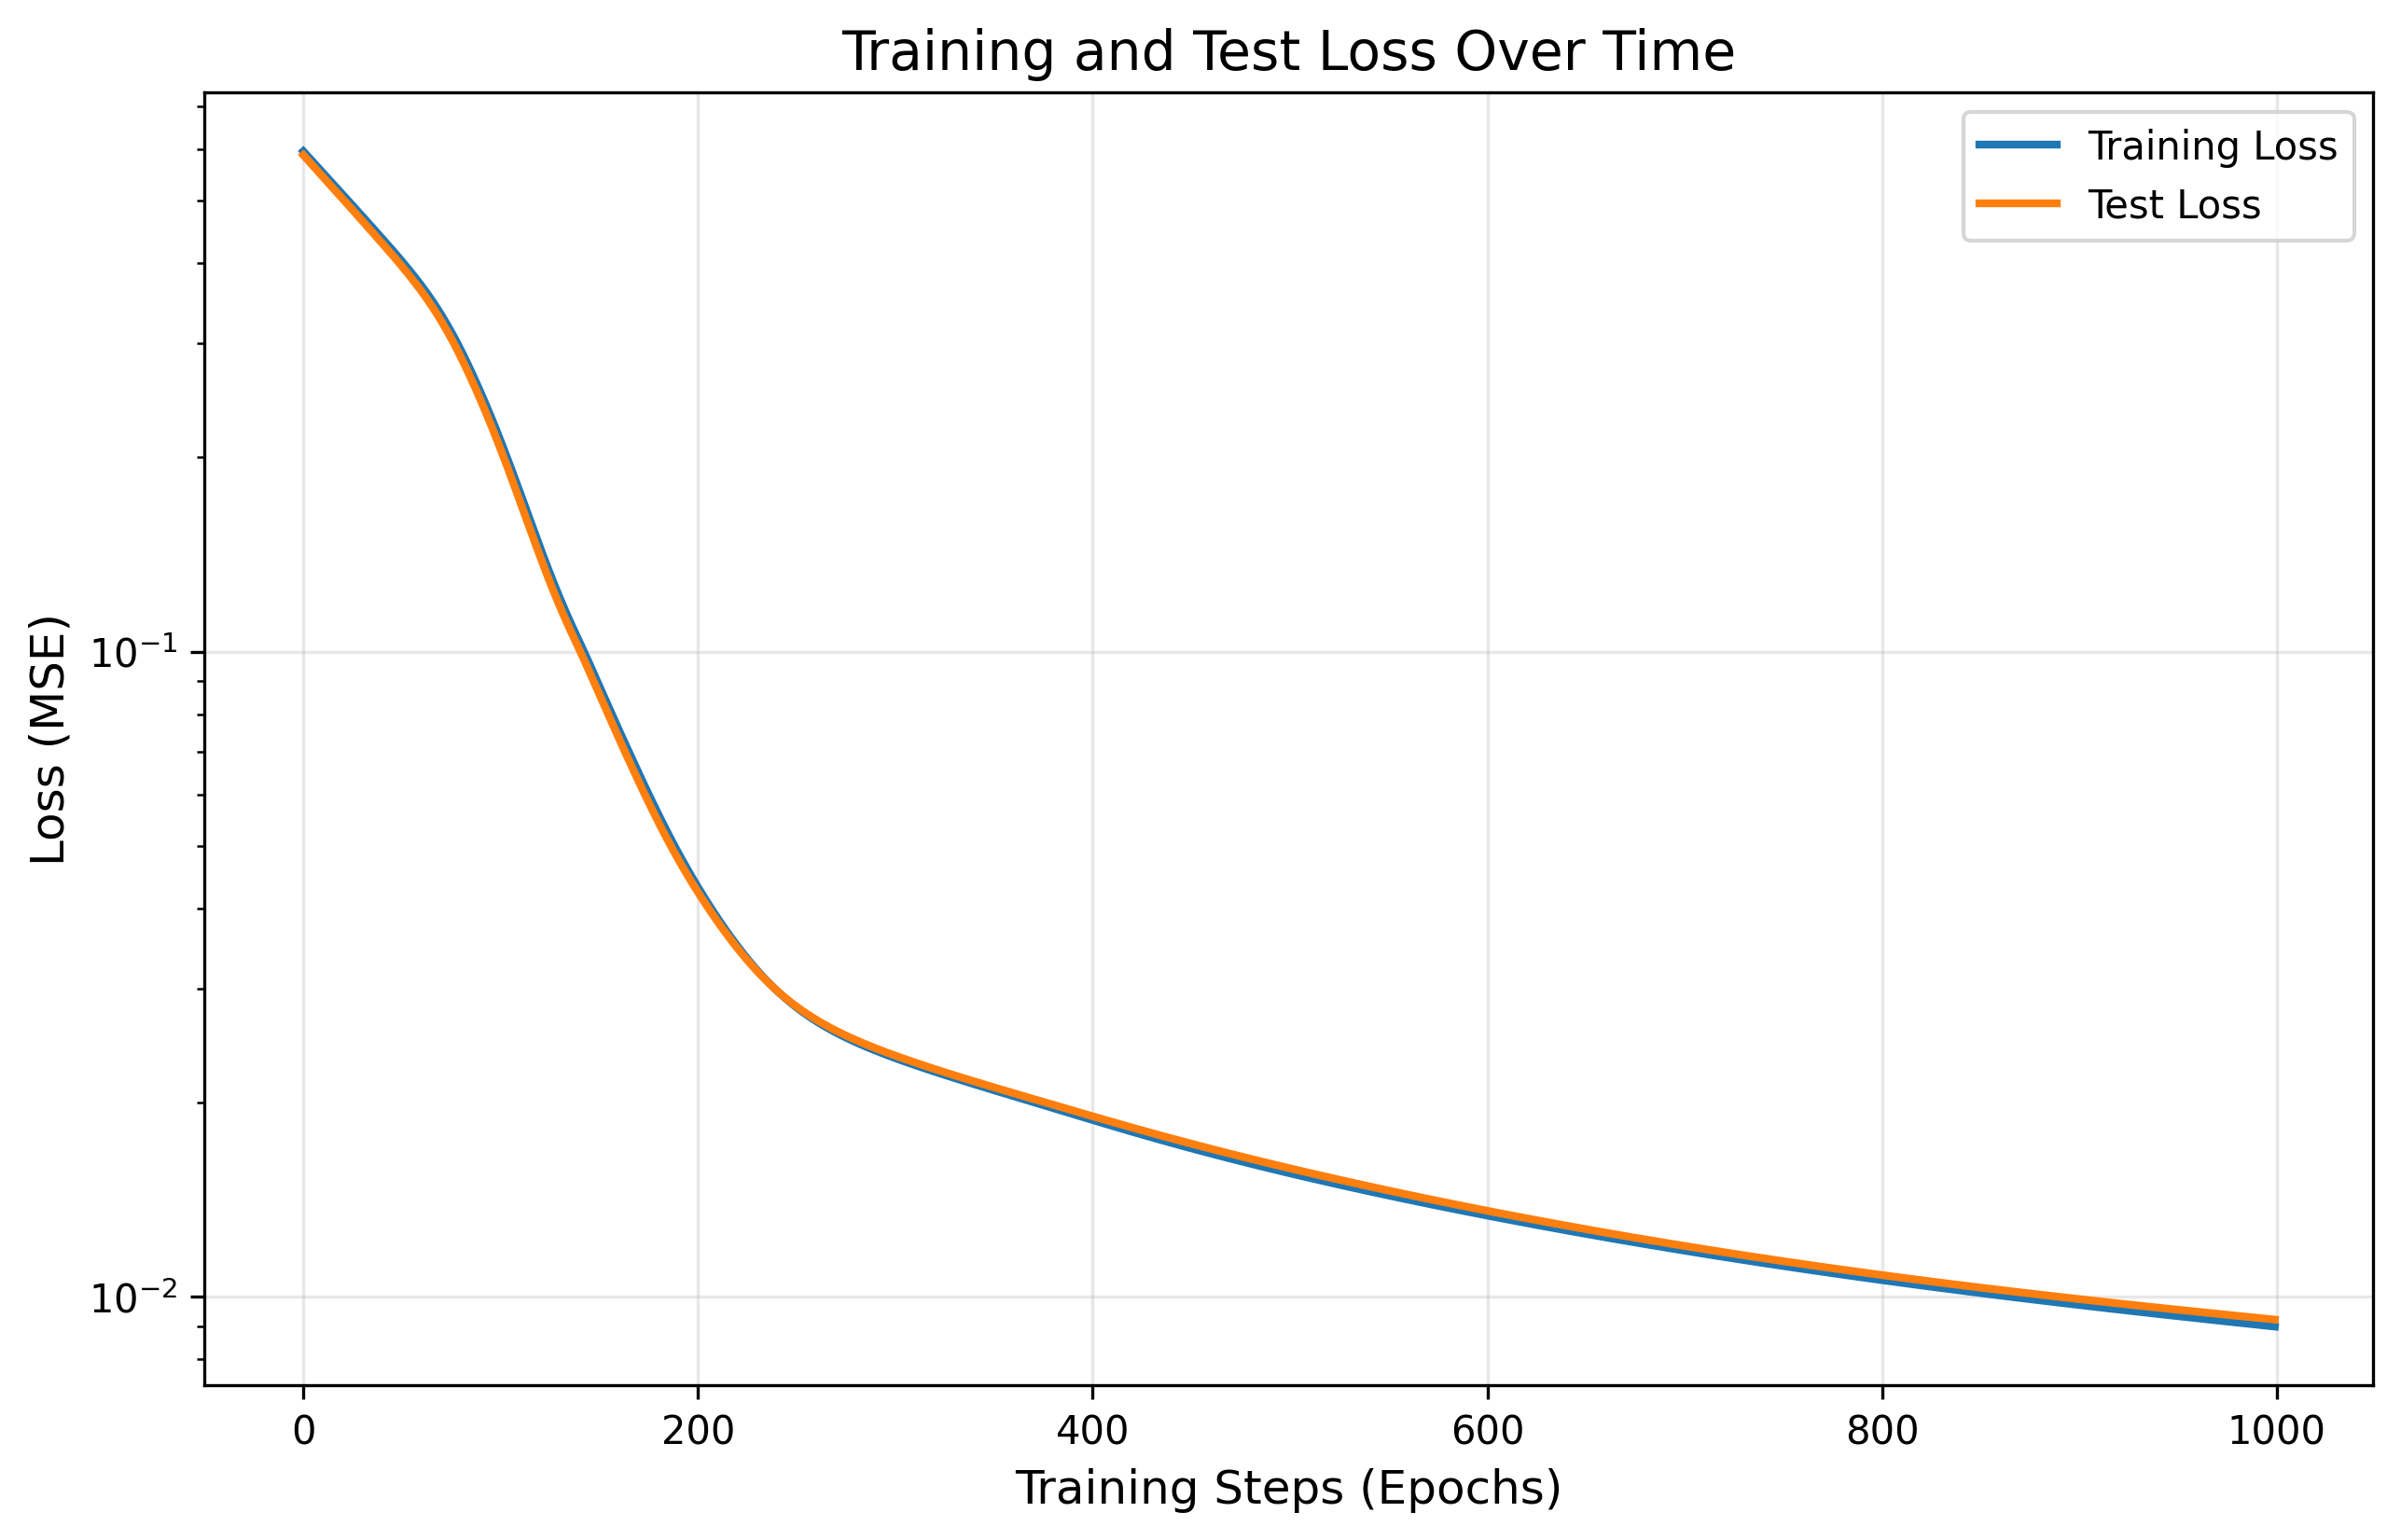 Training and Test Loss Over Time
Training Loss
Test Loss
Loss (MSE)
10⁻¹
10⁻²
0 200 400 600 800 1000
Training Steps (Epochs)